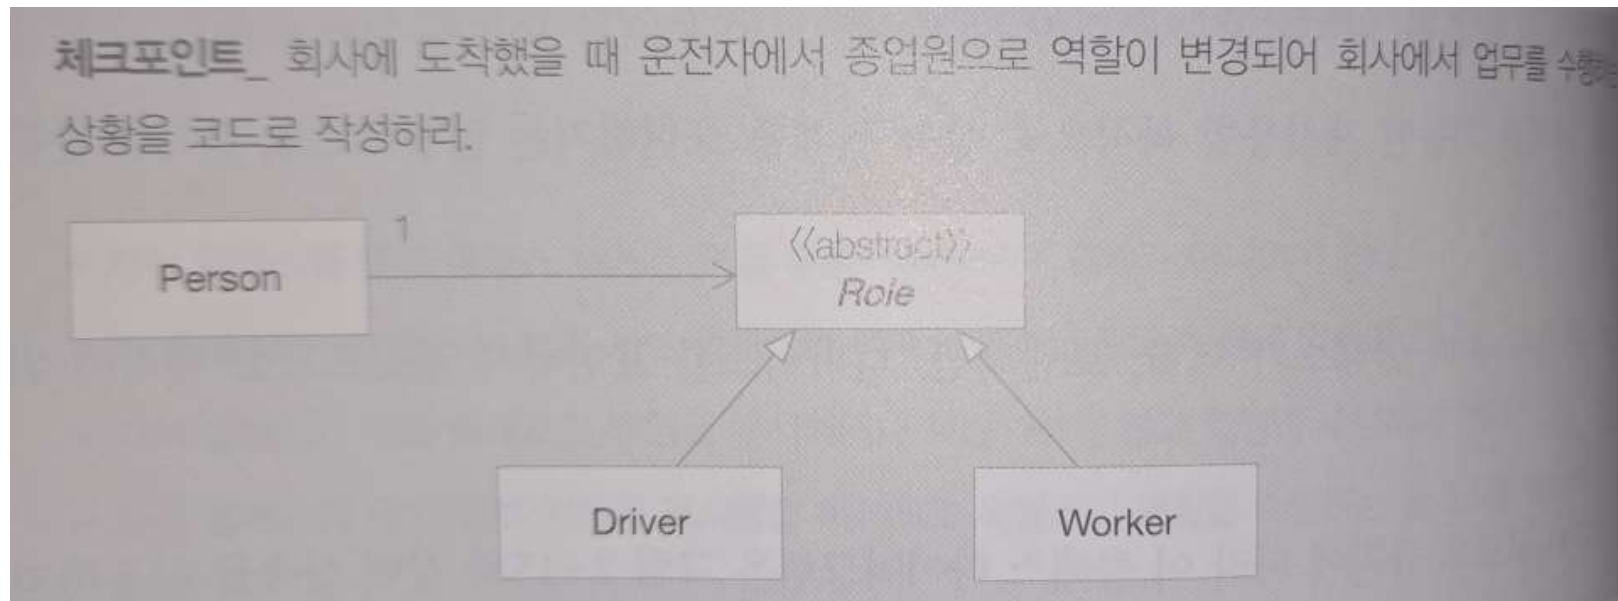 체크포인트_ 회사에 도착했을 때 운전자에서 종업원으로 역할이 변경되어 회사에서 업무를
상황을 코드로 작성하라.
1
Person
《abstract》
Role
Driver
Worker